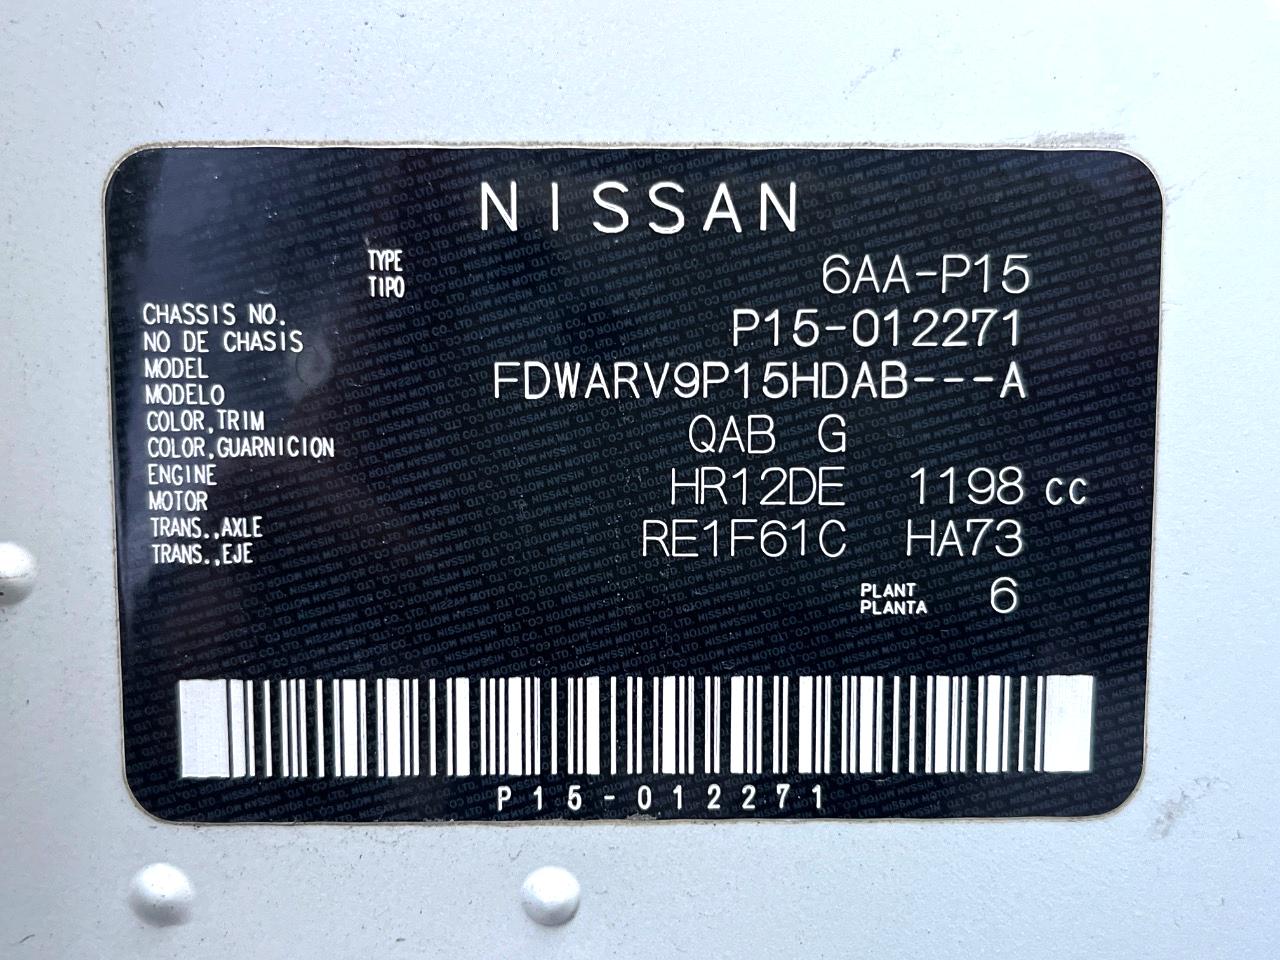 NISSAN
TYPE
TIPO
6AA-P15
CHASSIS NO.
NO DE CHASIS
P15-012271
MODEL
MODELO
FDWARV9P15HDAB---A
COLOR,TRIM
COLOR,GUARNICION
QAB G
ENGINE
MOTOR
HR12DE 1198 cc
TRANS.,AXLE
TRANS.,EJE
RE1F61C HA73
PLANT
PLANTA
6
P15-012271